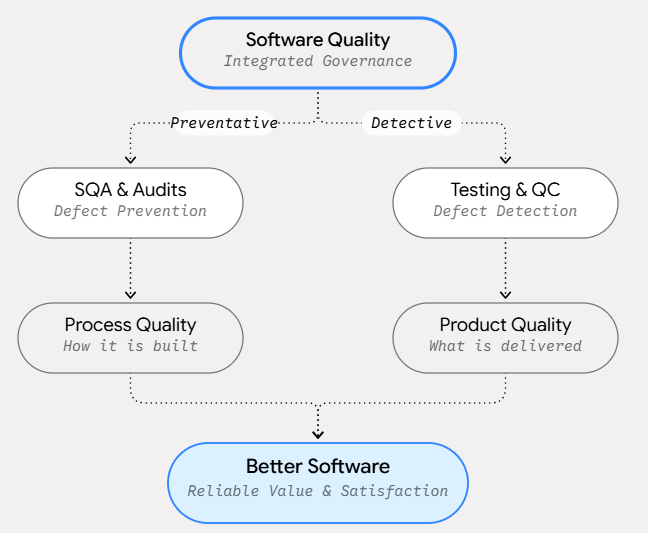 Software Quality
Integrated Governance
Preventative
Detective
SQA & Audits
Defect Prevention
Testing & QC
Defect Detection
Process Quality
How it is built
Product Quality
What is delivered
Better Software
Reliable Value & Satisfaction